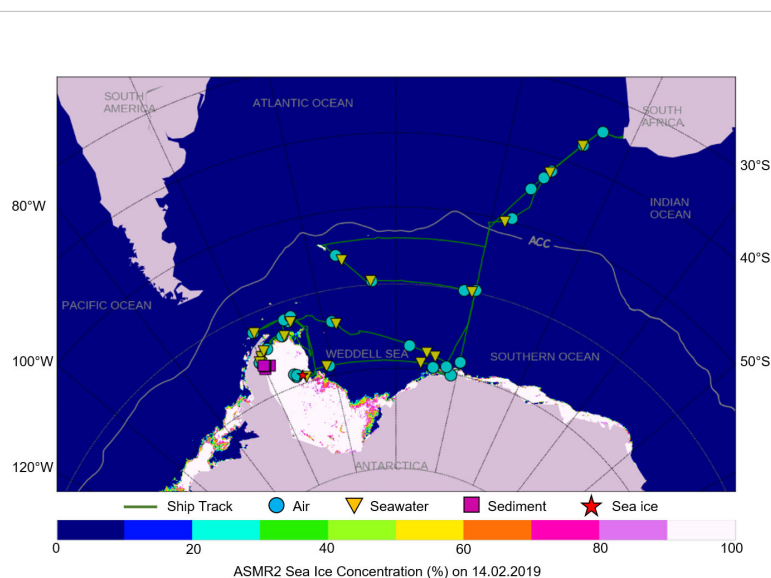 SOUTH
AMERICA
ATLANTIC OCEAN
SOUTH
AFRICA
30°S
80°W
INDIAN
OCEAN
ACC
40°S
PACIFIC OCEAN
100°W
WEDDELL SEA
SOUTHERN OCEAN
50°S
120°W
ANTARCTICA
Ship Track Air Seawater Sediment Sea ice
0 20 40 60 80 100
ASMR2 Sea Ice Concentration (%) on 14.02.2019